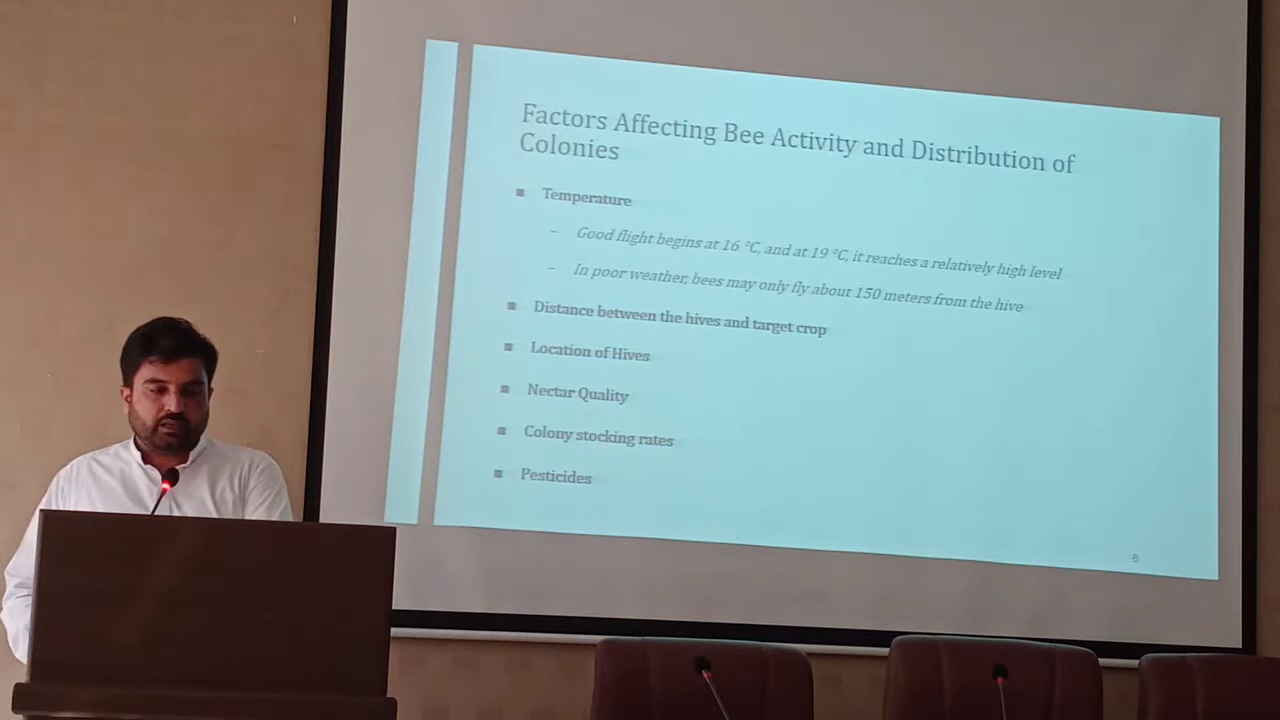 Factors Affecting Bee Activity and Distribution of
Colonies
▪ Temperature
– Good flight begins at 16 °C, and at 19 °C, it reaches a relatively high level
– In poor weather, bees may only fly about 150 meters from the hive
▪ Distance between the hives and target crop
▪ Location of Hives
▪ Nectar Quality
▪ Colony stocking rates
▪ Pesticides
6